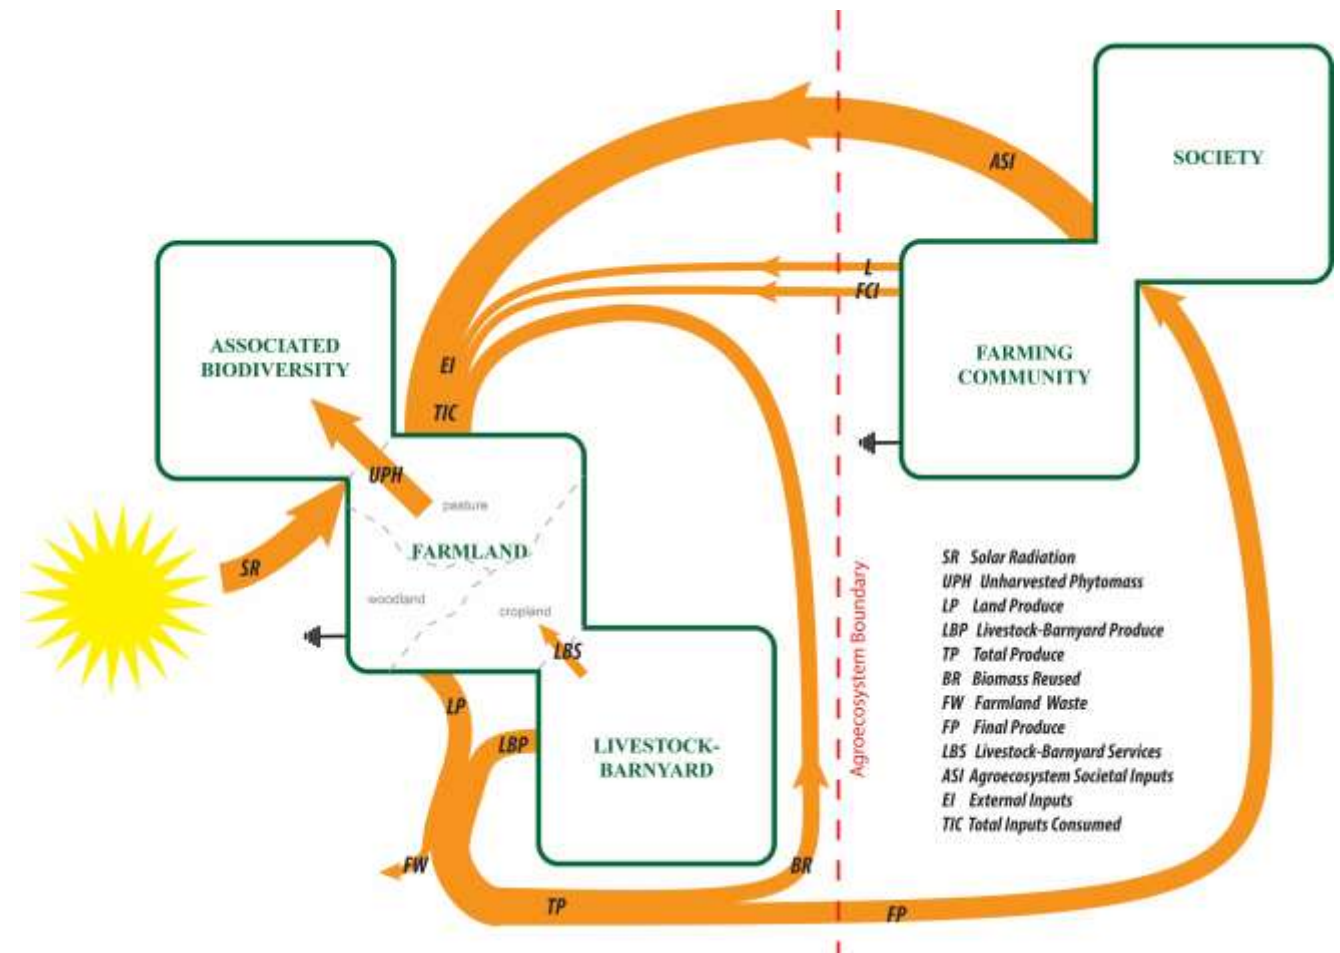 SOCIETY
ASI
L
FCI
ASSOCIATED
BIODIVERSITY
EI
TIC
FARMING
COMMUNITY
UPH
pasture
SR
FARMLAND
woodland
cropland
LBS
LP
LBP
LIVESTOCK-
BARNYARD
FW
BR
TP
FP
Agroecosystem Boundary
SR Solar Radiation
UPH Unharvested Phytomass
LP Land Produce
LBP Livestock-Barnyard Produce
TP Total Produce
BR Biomass Reused
FW Farmland Waste
FP Final Produce
LBS Livestock-Barnyard Services
ASI Agroecosystem Societal Inputs
EI External Inputs
TIC Total Inputs Consumed